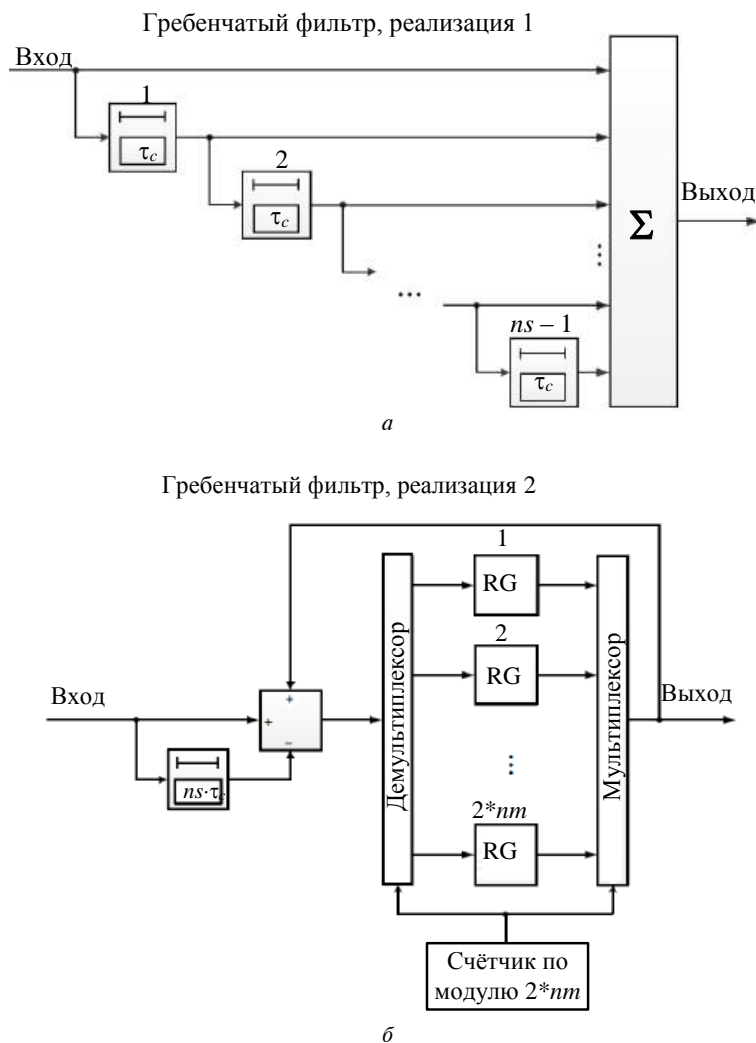 Гребенчатый фильтр, реализация 1
Вход
1
τc
2
τc
Выход
Σ
⋮
...
ns – 1
τc
а
Гребенчатый фильтр, реализация 2
1
RG
2
RG
Вход
+
+
−
ns·τc
Демультиплексор
Мультиплексор
Выход
⋮
2*nm
RG
Счётчик по
модулю 2*nm
б